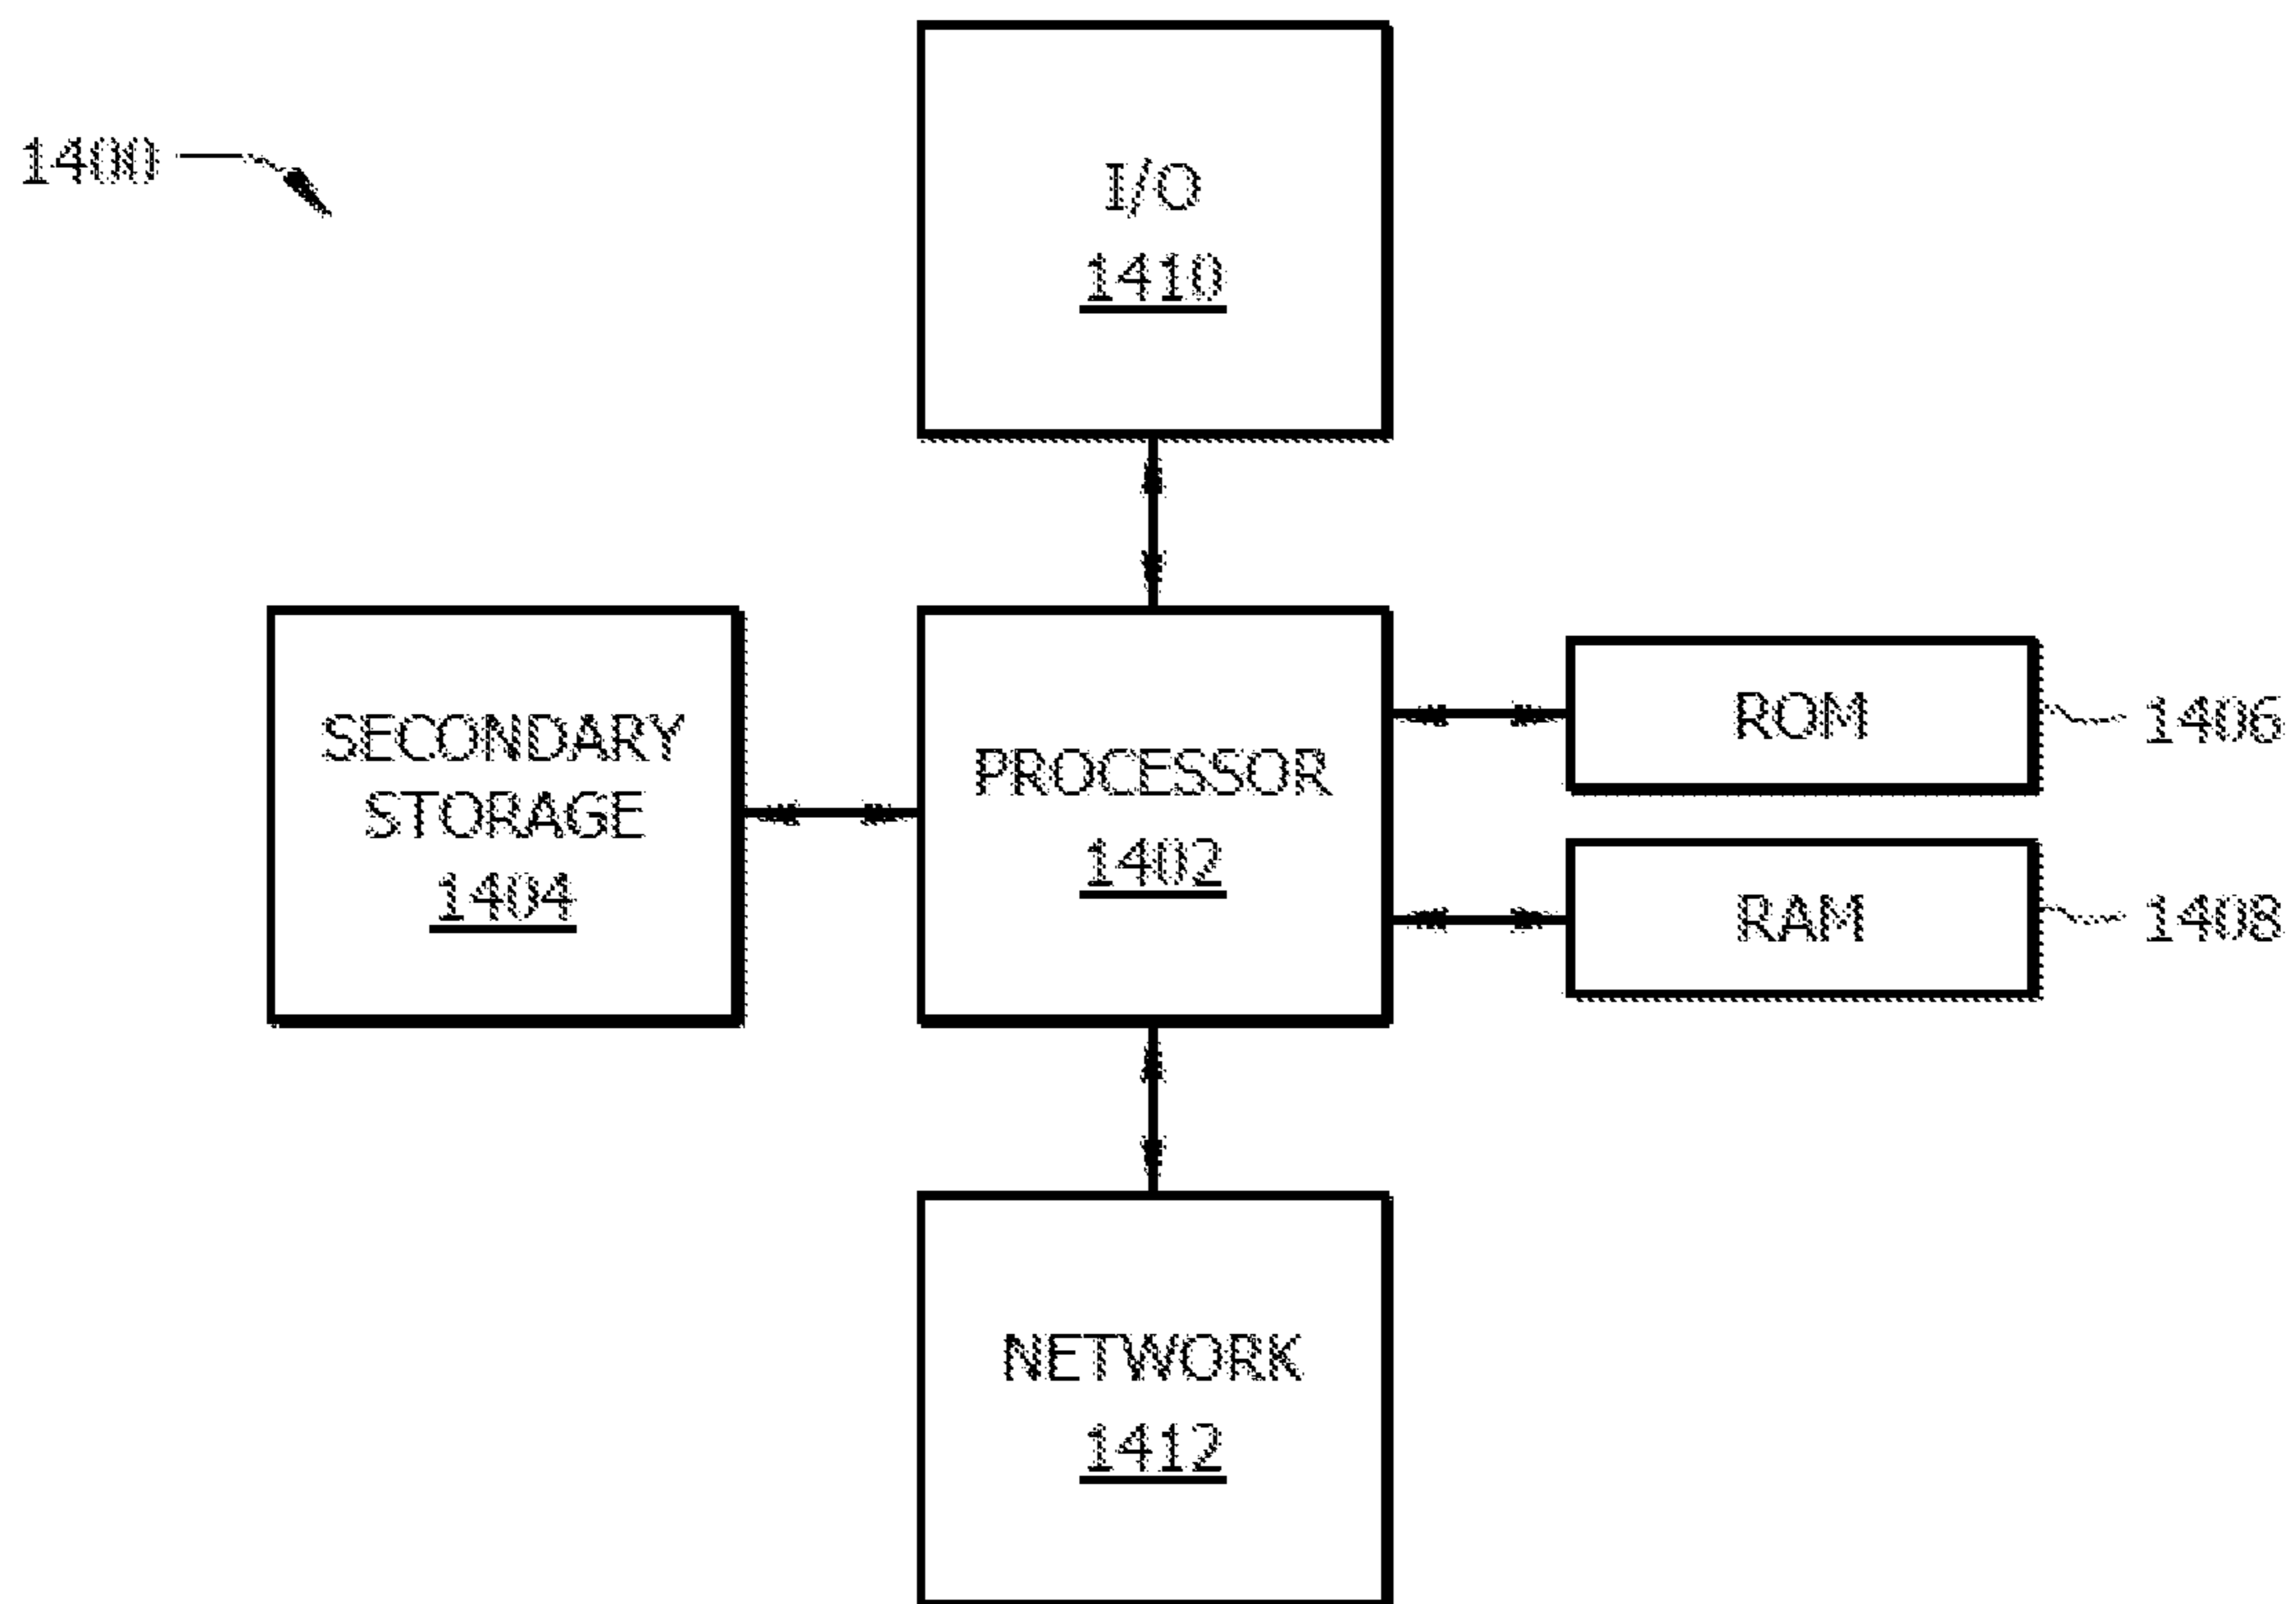 1400
I/O
1410
SECONDARY
STORAGE
1404
PROCESSOR
1402
ROM
1406
RAM
1408
NETWORK
1412